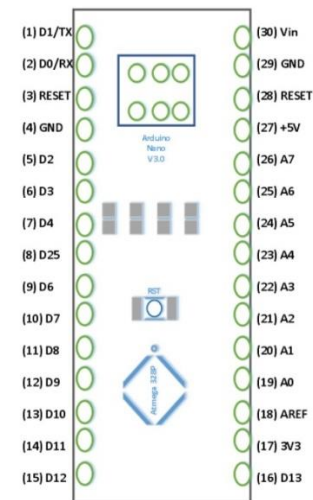 (1) D1/TX
(2) D0/RX
(3) RESET
(4) GND
(5) D2
(6) D3
(7) D4
(8) D25
(9) D6
(10) D7
(11) D8
(12) D9
(13) D10
(14) D11
(15) D12
Arduino
Nano
V3.0
RST
Atmega 328P
(30) Vin
(29) GND
(28) RESET
(27) +5V
(26) A7
(25) A6
(24) A5
(23) A4
(22) A3
(21) A2
(20) A1
(19) A0
(18) AREF
(17) 3V3
(16) D13